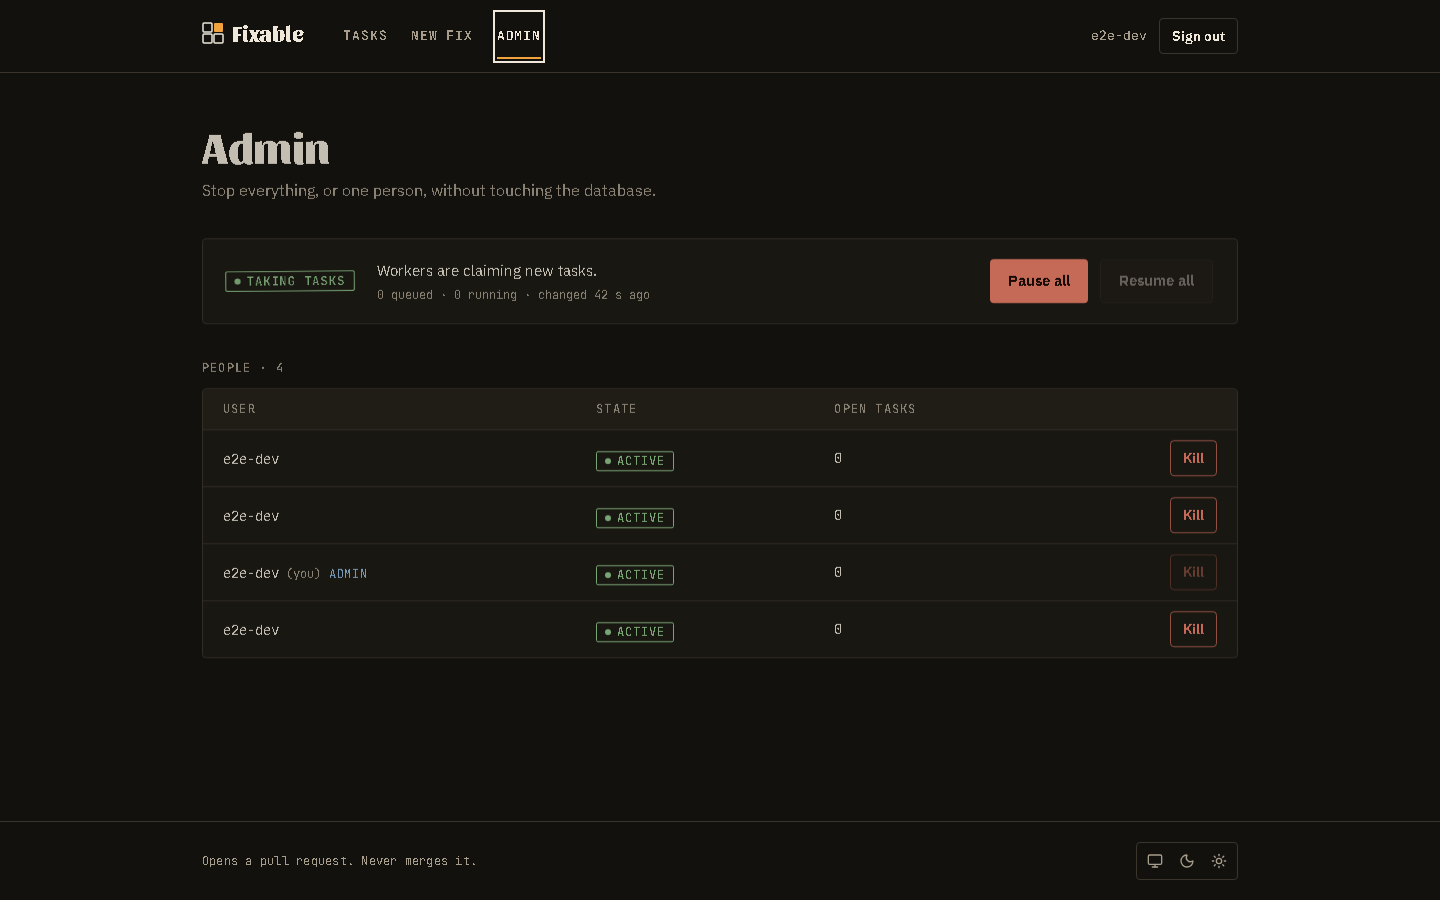 Fixable TASKS NEW FIX ADMIN e2e-dev Sign out
Admin
Stop everything, or one person, without touching the database.
TAKING TASKS Workers are claiming new tasks. Pause all Resume all
0 queued · 0 running · changed 42 s ago
PEOPLE · 4
USER STATE OPEN TASKS
e2e-dev ACTIVE 0 Kill
e2e-dev ACTIVE 0 Kill
e2e-dev (you) ADMIN ACTIVE 0 Kill
e2e-dev ACTIVE 0 Kill
Opens a pull request. Never merges it.